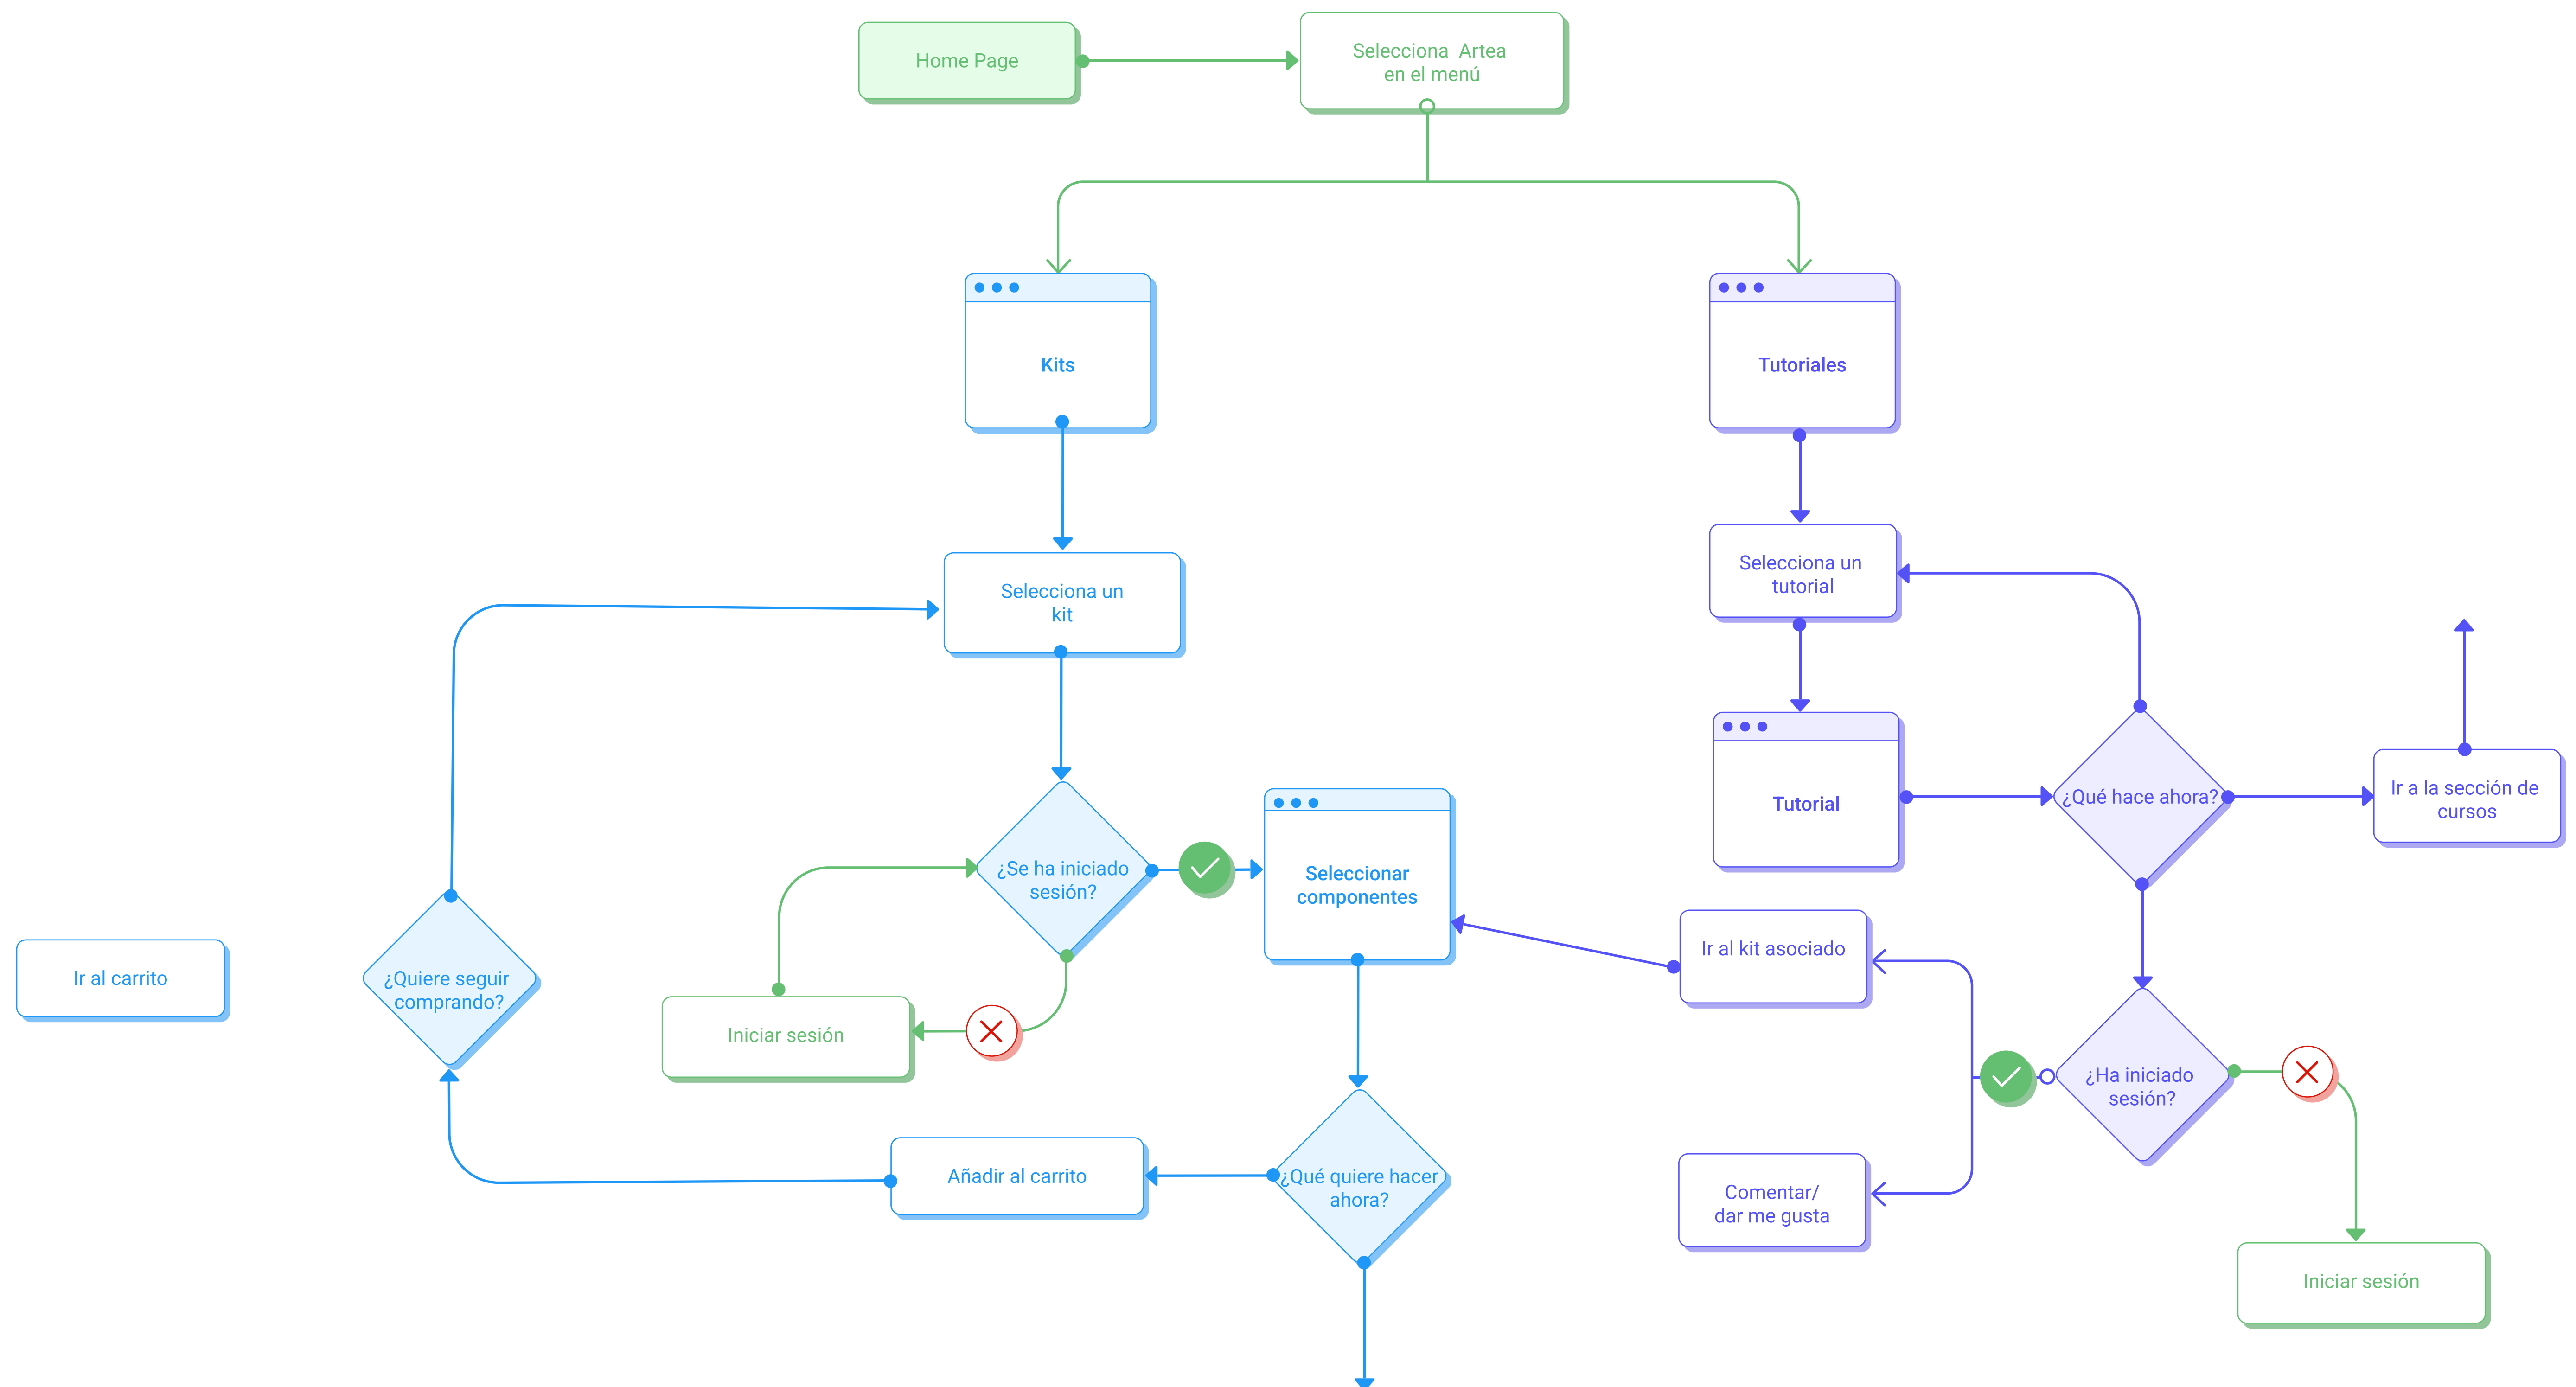 Home Page
Selecciona  Artea
en el menú
Kits
Tutoriales
Selecciona un
kit
Selecciona un
tutorial
Tutorial
¿Qué hace ahora?
Ir a la sección de
cursos
¿Se ha iniciado
sesión?
Seleccionar
componentes
Ir al carrito
¿Quiere seguir
comprando?
Iniciar sesión
Ir al kit asociado
¿Ha iniciado
sesión?
Añadir al carrito
¿Qué quiere hacer
ahora?
Comentar/
dar me gusta
Iniciar sesión